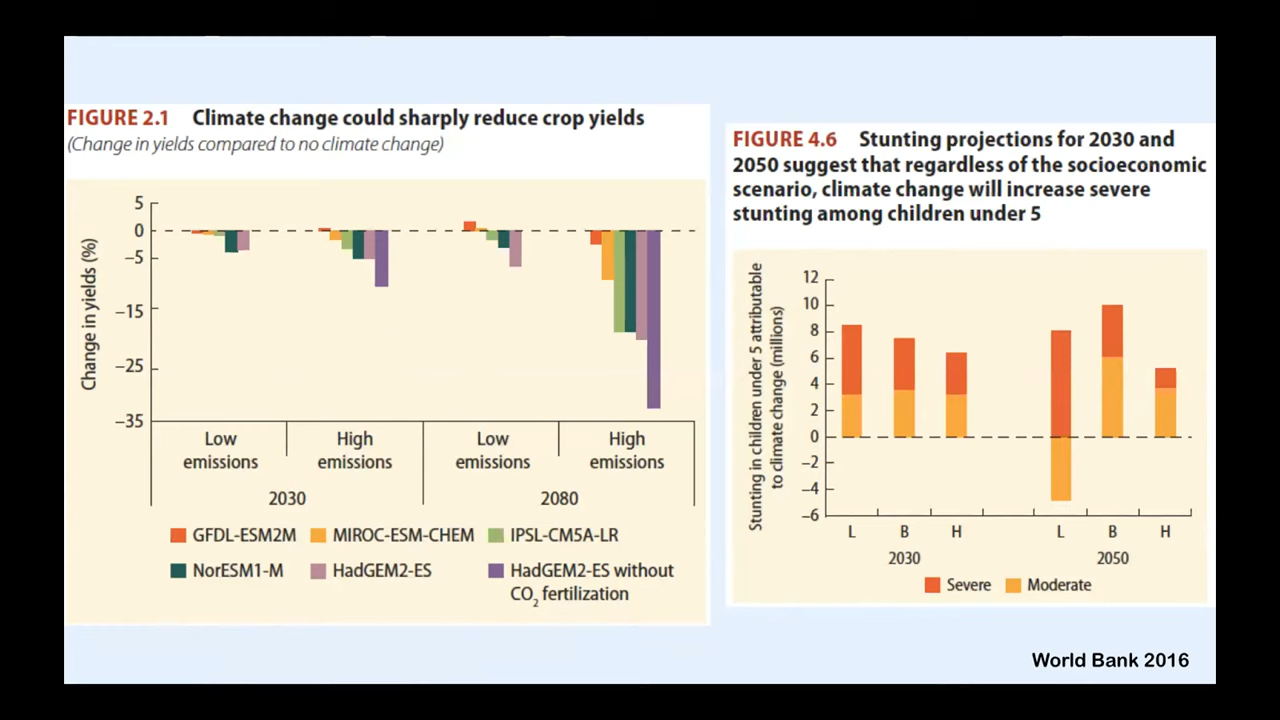 FIGURE 2.1 Climate change could sharply reduce crop yields
(Change in yields compared to no climate change)
Change in yields (%)
5
0
–5
–15
–25
–35
Low emissions
High emissions
Low emissions
High emissions
2030
2080
GFDL-ESM2M MIROC-ESM-CHEM IPSL-CM5A-LR
NorESM1-M HadGEM2-ES HadGEM2-ES without
CO2 fertilization
FIGURE 4.6 Stunting projections for 2030 and
2050 suggest that regardless of the socioeconomic
scenario, climate change will increase severe
stunting among children under 5
Stunting in children under 5 attributable
to climate change (millions)
12
10
8
6
4
2
0
–2
–4
–6
L B H L B H
2030 2050
Severe Moderate
World Bank 2016